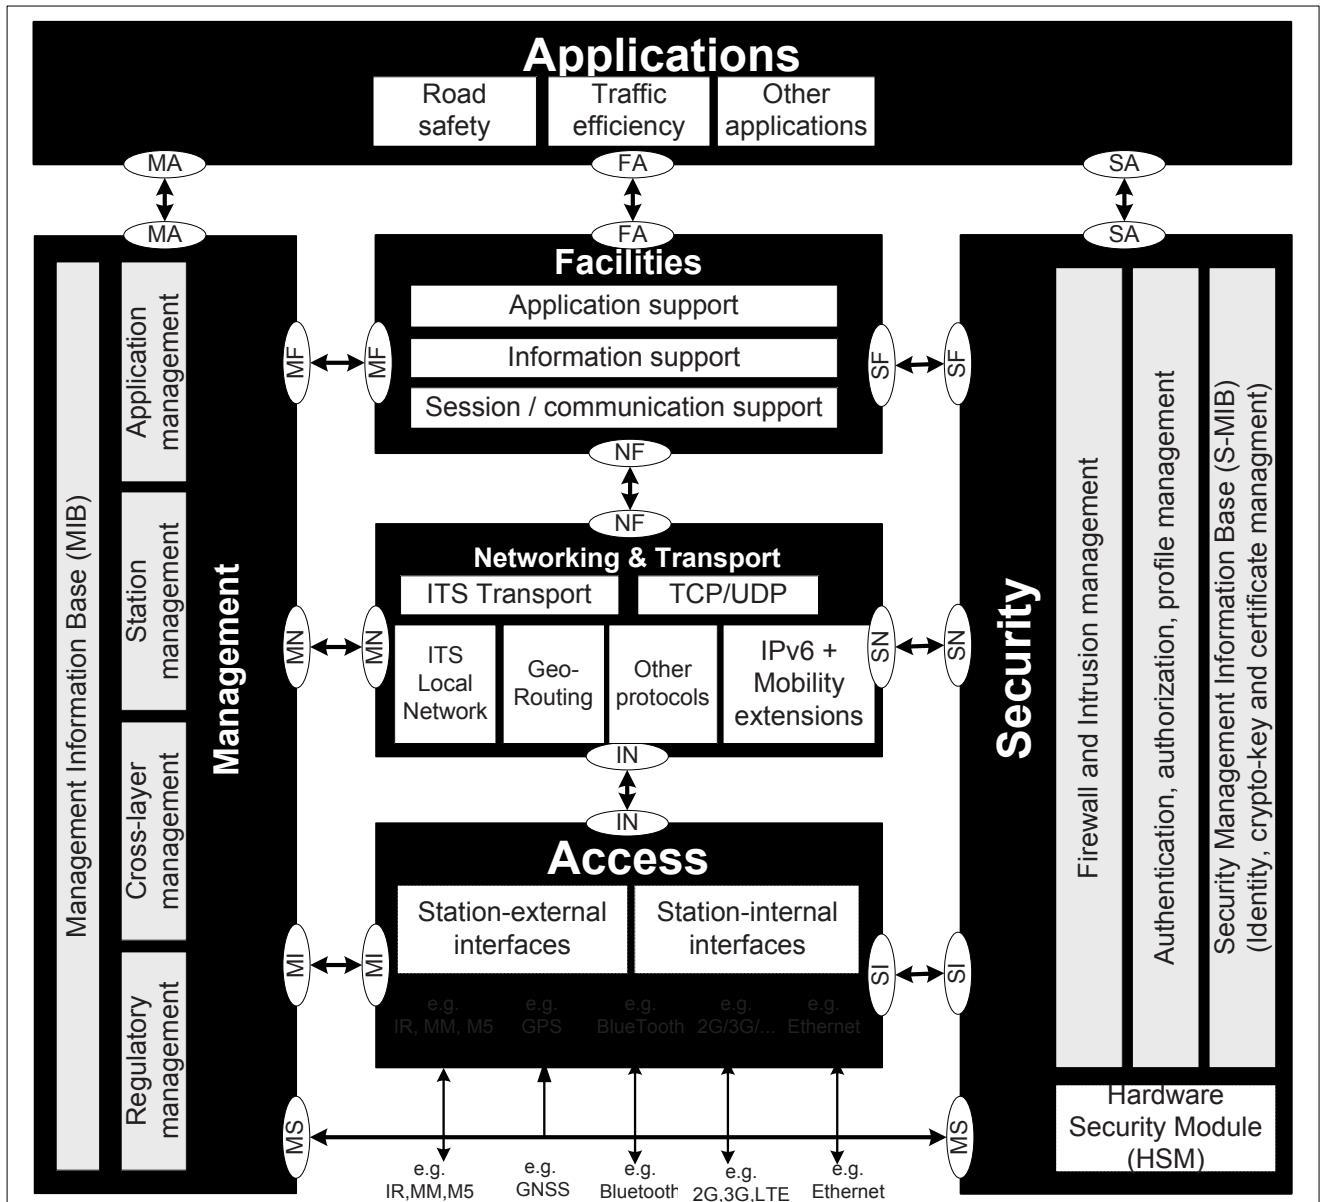 Applications
Road
safety
Traffic
efficiency
Other
applications
MA
FA
SA
MA
FA
SA
Management Information Base (MIB)
Application
management
Station
management
Cross-layer
management
Regulatory
management
Management
MF
MF
MN
MN
MI
MI
MS
Facilities
Application support
Information support
Session / communication support
NF
NF
Networking & Transport
ITS Transport
TCP/UDP
ITS
Local
Network
Geo-
Routing
Other
protocols
IPv6 +
Mobility
extensions
IN
IN
Access
Station-external
interfaces
Station-internal
interfaces
e.g.
IR, MM, M5
e.g.
GPS
e.g.
BlueTooth
e.g.
2G/3G/...
e.g.
Ethernet
e.g.
IR,MM,M5
e.g.
GNSS
e.g.
Bluetooth
e.g.
2G,3G,LTE
e.g.
Ethernet
SF
SF
SN
SN
SI
SI
MS
Security
Firewall and Intrusion management
Authentication, authorization, profile management
Security Management Information Base (S-MIB)
(Identity, crypto-key and certificate managment)
Hardware
Security Module
(HSM)